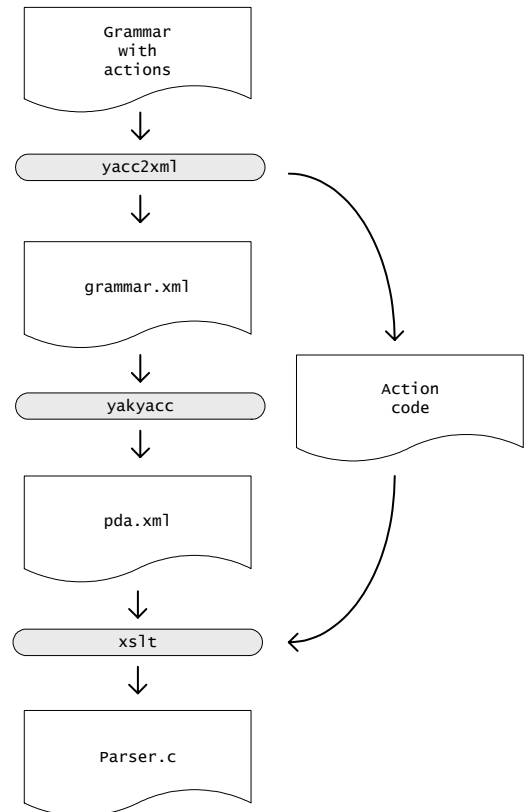 Grammar
with
actions
yacc2xml
grammar.xml
yakyacc
Action
code
pda.xml
xslt
Parser.c